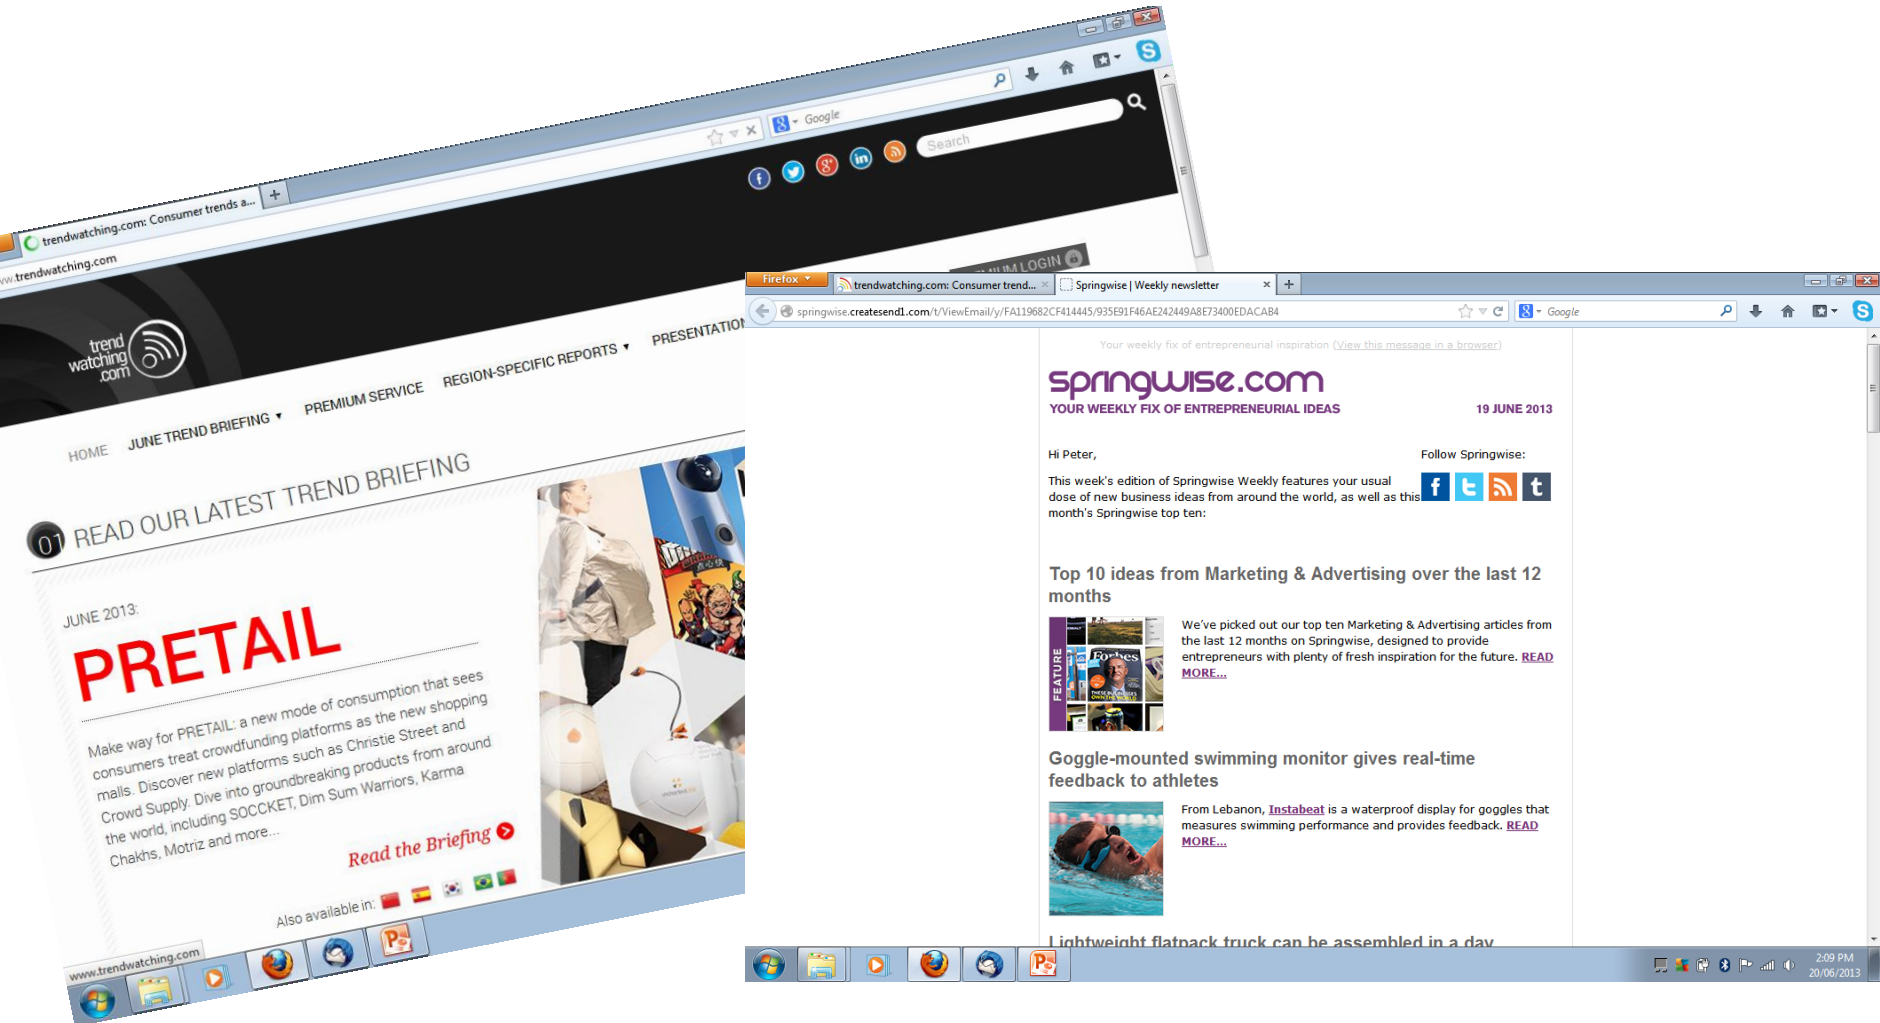 Google
Search
trendwatching.com: Consumer trends a...
www.trendwatching.com
PREMIUM LOGIN
trend
watching
.com
HOME
JUNE TREND BRIEFING
PREMIUM SERVICE
REGION-SPECIFIC REPORTS
PRESENTATION
01 READ OUR LATEST TREND BRIEFING
JUNE 2013:
PRETAIL
Make way for PRETAIL: a new mode of consumption that sees
consumers treat crowdfunding platforms as the new shopping
malls. Discover new platforms such as Christie Street and
Crowd Supply. Dive into groundbreaking products from around
the world, including SOCCKET, Dim Sum Warriors, Karma
Chakhs, Motriz and more...
Read the Briefing
Also available in:
www.trendwatching.com
Firefox
trendwatching.com: Consumer trend...
Springwise | Weekly newsletter
springwise.createsend1.com/t/ViewEmail/y/FA119682CF414445/935E91F46AE242449A8E73400EDACAB4
Google
Your weekly fix of entrepreneurial inspiration (View this message in a browser)
springwise.com
YOUR WEEKLY FIX OF ENTREPRENEURIAL IDEAS
19 JUNE 2013
Hi Peter,
Follow Springwise:
This week's edition of Springwise Weekly features your usual
dose of new business ideas from around the world, as well as this
month's Springwise top ten:
Top 10 ideas from Marketing & Advertising over the last 12
months
FEATURE
Forbes
THESE BUSINESSES
OWN THE WORLD
We've picked out our top ten Marketing & Advertising articles from
the last 12 months on Springwise, designed to provide
entrepreneurs with plenty of fresh inspiration for the future. READ
MORE...
Goggle-mounted swimming monitor gives real-time
feedback to athletes
From Lebanon, Instabeat is a waterproof display for goggles that
measures swimming performance and provides feedback. READ
MORE...
Lightweight flatpack truck can be assembled in a day
2:09 PM
20/06/2013